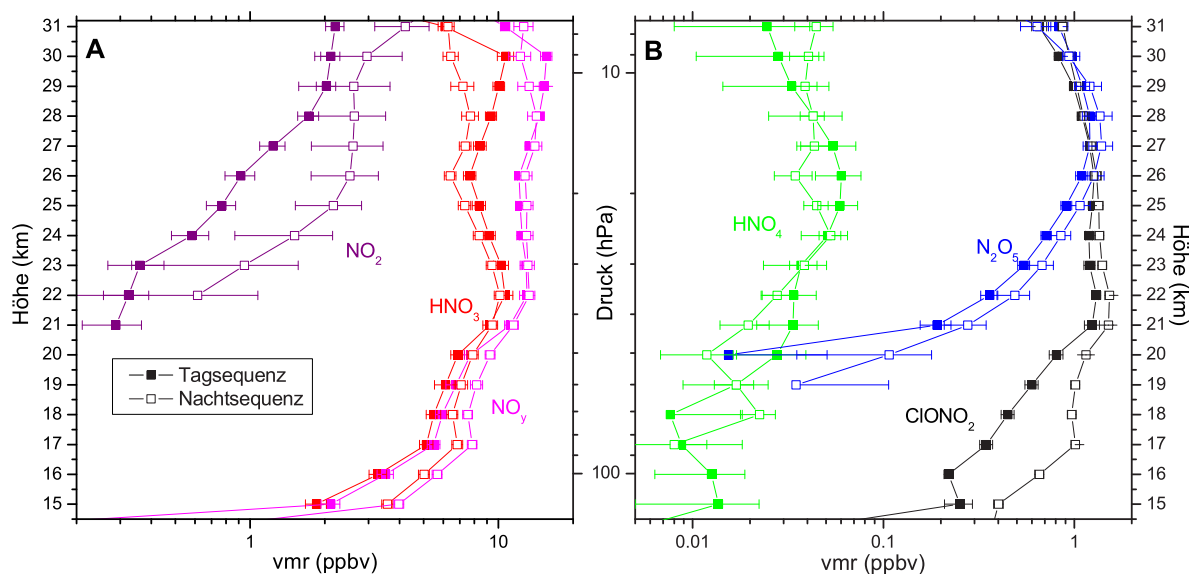 A
Höhe (km)
31
30
29
28
27
26
25
24
23
22
21
20
19
18
17
16
15
NO2
HNO3
NOy
Tagsequenz
Nachtsequenz
1
10
vmr (ppbv)
B
Druck (hPa)
10
100
HNO4
N2O5
ClONO2
0.01
0.1
1
vmr (ppbv)
31
30
29
28
27
26
25
24
23
22
21
20
19
18
17
16
15
Höhe (km)